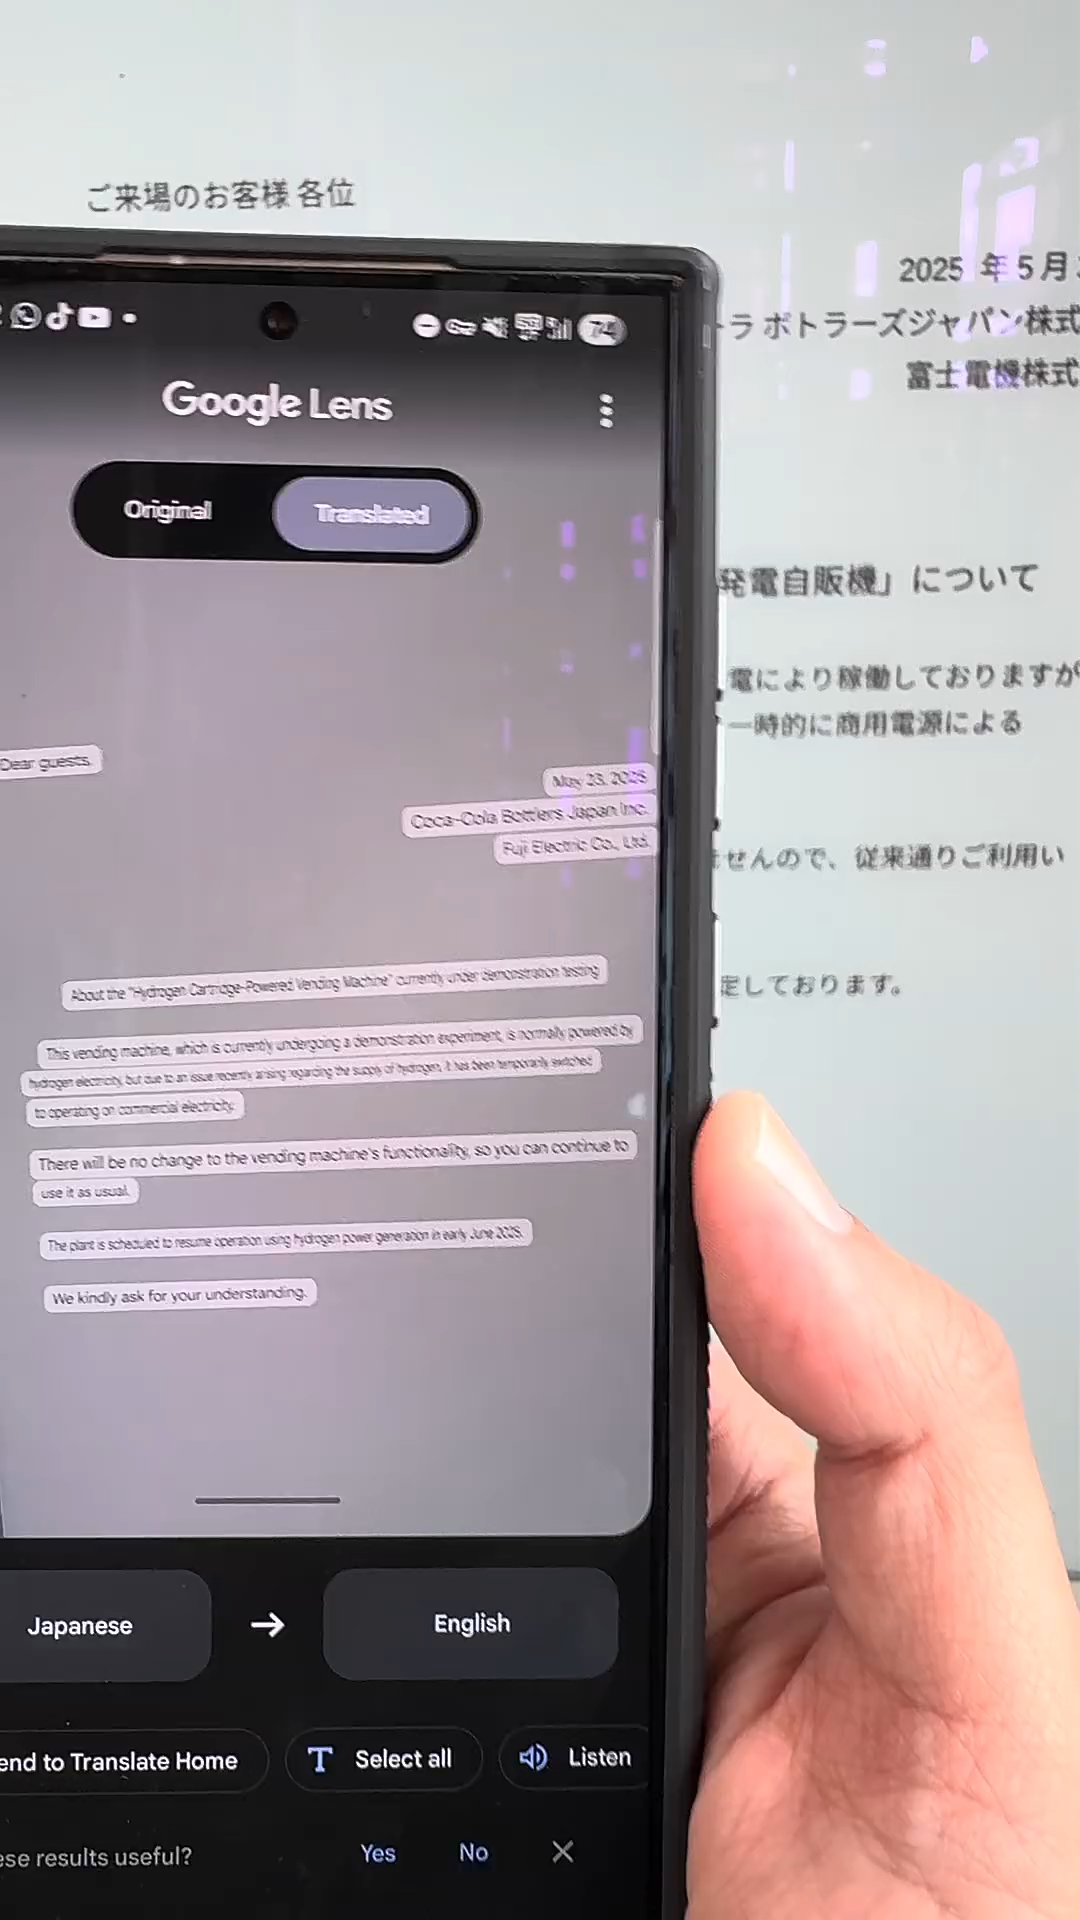 ご来場のお客様 各位
2025 年 5月
ラ ボトラーズジャパン株式
富士電機株式
74
Google Lens
Original
Translated
発電自販機」について
電により稼働しておりますが
一時的に商用電源による
Dear guests,
May 23, 2025
Coca-Cola Bottlers Japan Inc.
Fuji Electric Co., Ltd.
せんので、従来通りご利用い
定しております。
About the "Hydrogen Cartridge-Powered Vending Machine" currently under demonstration testing
This vending machine, which is currently undergoing a demonstration experiment, is normally powered by
hydrogen electricity, but due to an issue recently arising regarding the supply of hydrogen, it has been temporarily switched
to operating on commercial electricity.
There will be no change to the vending machine's functionality, so you can continue to
use it as usual.
The plant is scheduled to resume operation using hydrogen power generation in early June 2025.
We kindly ask for your understanding.
Japanese
→
English
end to Translate Home
Select all
Listen
ese results useful?
Yes
No